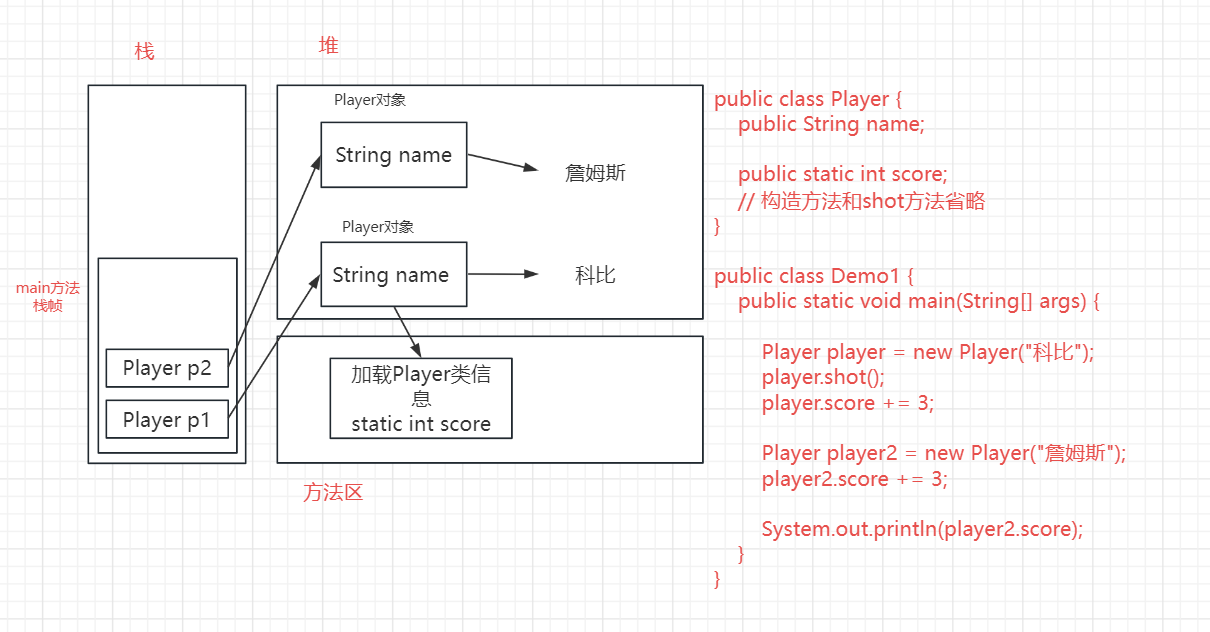 栈
堆
Player对象
String name
詹姆斯
Player对象
String name
科比
main方法
栈帧
Player p2
Player p1
加载Player类信
息
static int score
方法区
public class Player {
public String name;
public static int score;
// 构造方法和shot方法省略
}
public class Demo1 {
public static void main(String[] args) {
Player player = new Player("科比");
player.shot();
player.score += 3;
Player player2 = new Player("詹姆斯");
player2.score += 3;
System.out.println(player2.score);
}
}